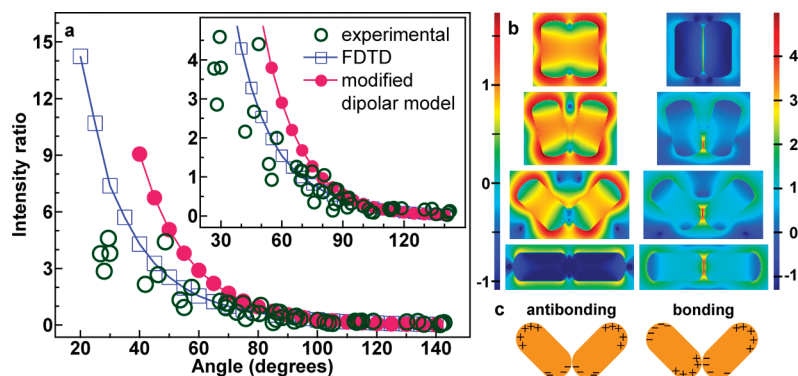 a
experimental
FDTD
modified
dipolar model
Intensity ratio
15
12
9
6
3
0
4
3
2
1
0
30 60 90 120
20 40 60 80 100 120 140
Angle (degrees)
b
1
0
-1
4
3
2
1
0
-1
c
antibonding
bonding
+ + + + + + + +
− − − −
− − − + + + +
− − − + + +